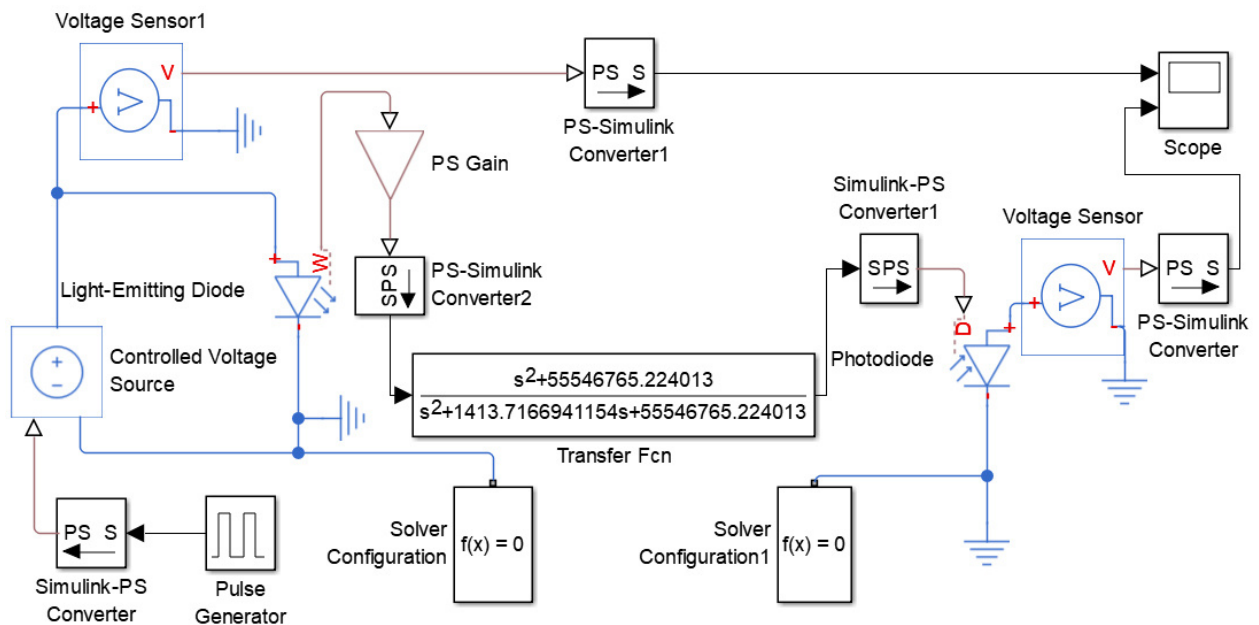 Voltage Sensor1
V
+
V
-
PS S
PS-Simulink
Converter1
Scope
W
PS Gain
SPS
PS-Simulink
Converter2
+
-
Light-Emitting Diode
+
-
Controlled Voltage
Source
Simulink-PS
Converter1
SPS
D
Photodiode
+
-
Voltage Sensor
V
+
V
-
PS S
PS-Simulink
Converter
s2+55546765.224013
s2+1413.7166941154s+55546765.224013
Transfer Fcn
PS S
Simulink-PS
Converter
Pulse
Generator
Solver
Configuration
f(x) = 0
Solver
Configuration1
f(x) = 0